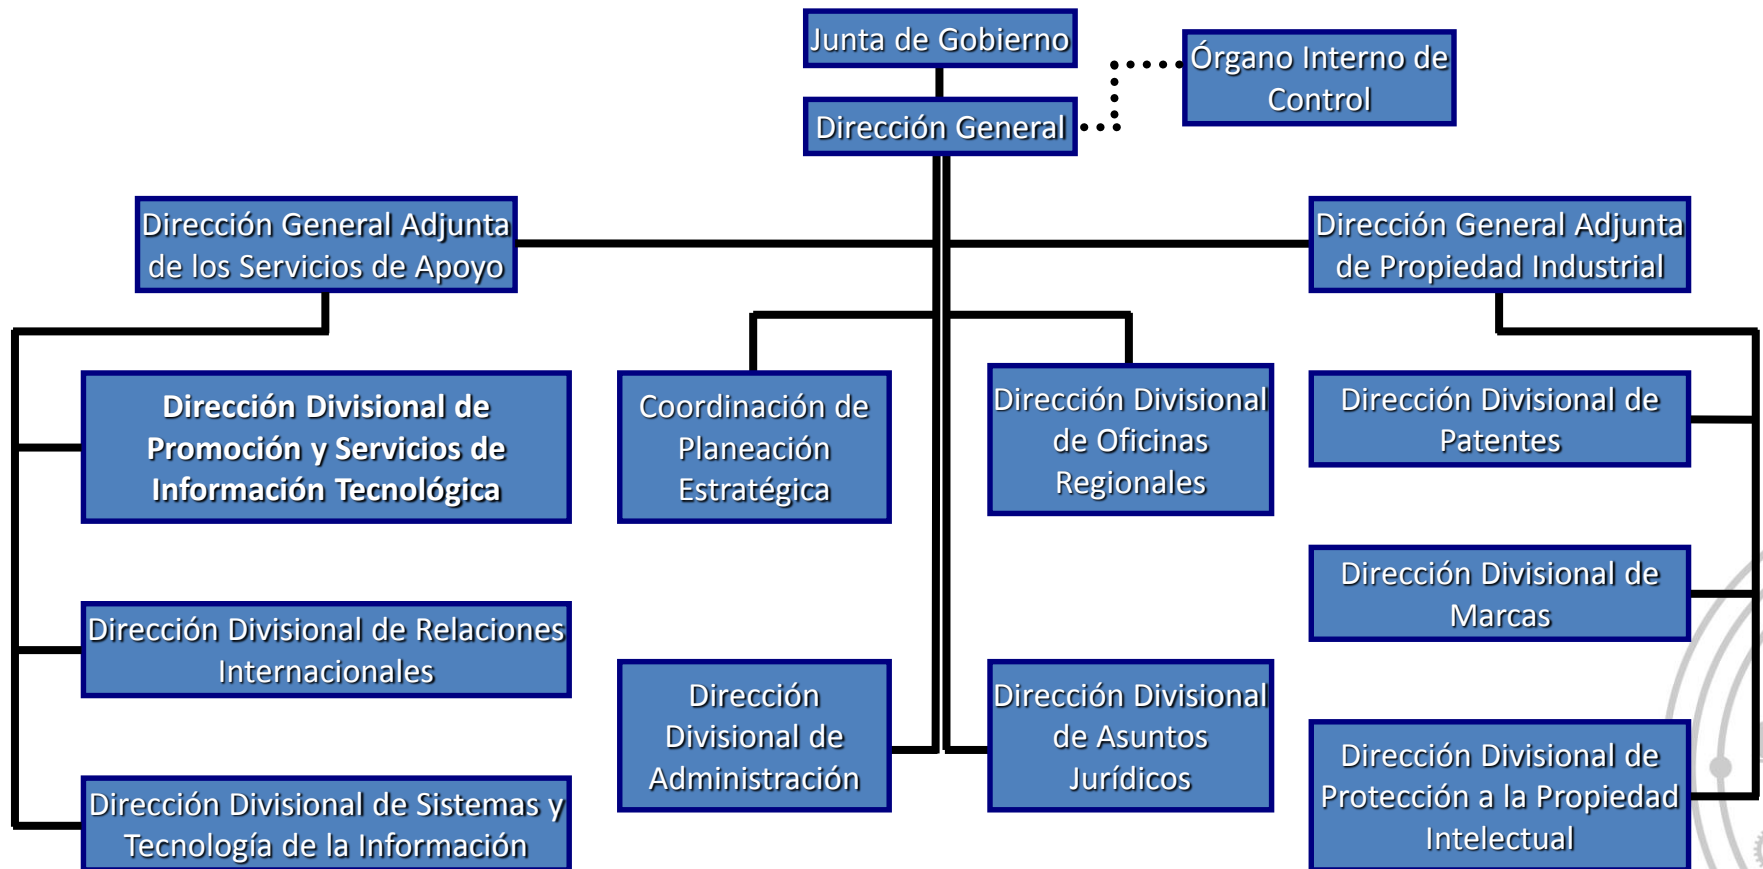 Junta de Gobierno
Órgano Interno de
Control
Dirección General
Dirección General Adjunta
de los Servicios de Apoyo
Dirección General Adjunta
de Propiedad Industrial
Dirección Divisional de
Promoción y Servicios de
Información Tecnológica
Coordinación de
Planeación
Estratégica
Dirección Divisional
de Oficinas
Regionales
Dirección Divisional de
Patentes
Dirección Divisional de Relaciones
Internacionales
Dirección Divisional de
Marcas
Dirección
Divisional de
Administración
Dirección Divisional
de Asuntos
Jurídicos
Dirección Divisional de Sistemas y
Tecnología de la Información
Dirección Divisional de
Protección a la Propiedad
Intelectual